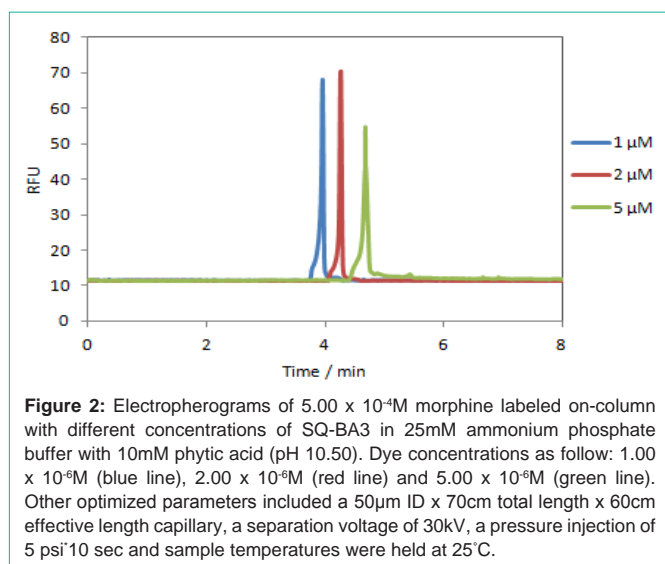 80
70
60
50
40
30
20
10
0
RFU
0 2 4 6 8
Time / min
1 μM
2 μM
5 μM
Figure 2: Electropherograms of 5.00 x 10⁻⁴M morphine labeled on-column
with different concentrations of SQ-BA3 in 25mM ammonium phosphate
buffer with 10mM phytic acid (pH 10.50). Dye concentrations as follow: 1.00
x 10⁻⁶M (blue line), 2.00 x 10⁻⁶M (red line) and 5.00 x 10⁻⁶M (green line).
Other optimized parameters included a 50μm ID x 70cm total length x 60cm
effective length capillary, a separation voltage of 30kV, a pressure injection of
5 psi*10 sec and sample temperatures were held at 25°C.